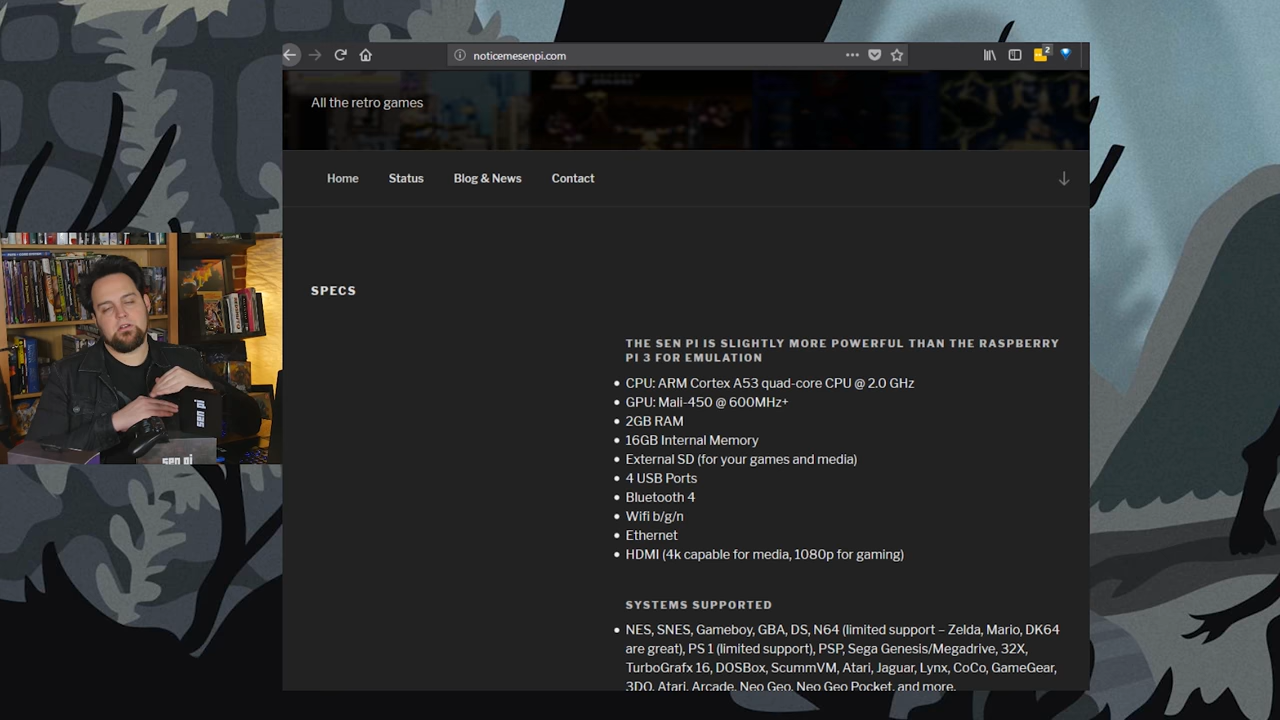 noticemesenpi.com
2
All the retro games
Home Status Blog & News Contact
SPECS
THE SEN PI IS SLIGHTLY MORE POWERFUL THAN THE RASPBERRY
PI 3 FOR EMULATION
CPU: ARM Cortex A53 quad-core CPU @ 2.0 GHz
GPU: Mali-450 @ 600MHz+
2GB RAM
16GB Internal Memory
External SD (for your games and media)
4 USB Ports
Bluetooth 4
Wifi b/g/n
Ethernet
HDMI (4k capable for media, 1080p for gaming)
SYSTEMS SUPPORTED
NES, SNES, Gameboy, GBA, DS, N64 (limited support – Zelda, Mario, DK64
are great), PS 1 (limited support), PSP, Sega Genesis/Megadrive, 32X,
TurboGrafx 16, DOSBox, ScummVM, Atari, Jaguar, Lynx, CoCo, GameGear,
3DO, Atari, Arcade, Neo Geo, Neo Geo Pocket, and more.
sen pi
sen pi